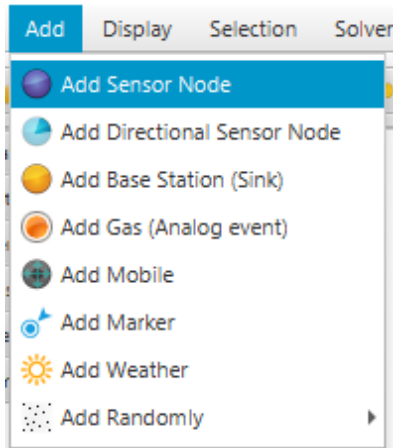 Add Display Selection Solver
Add Sensor Node
Add Directional Sensor Node
Add Base Station (Sink)
Add Gas (Analog event)
Add Mobile
Add Marker
Add Weather
Add Randomly